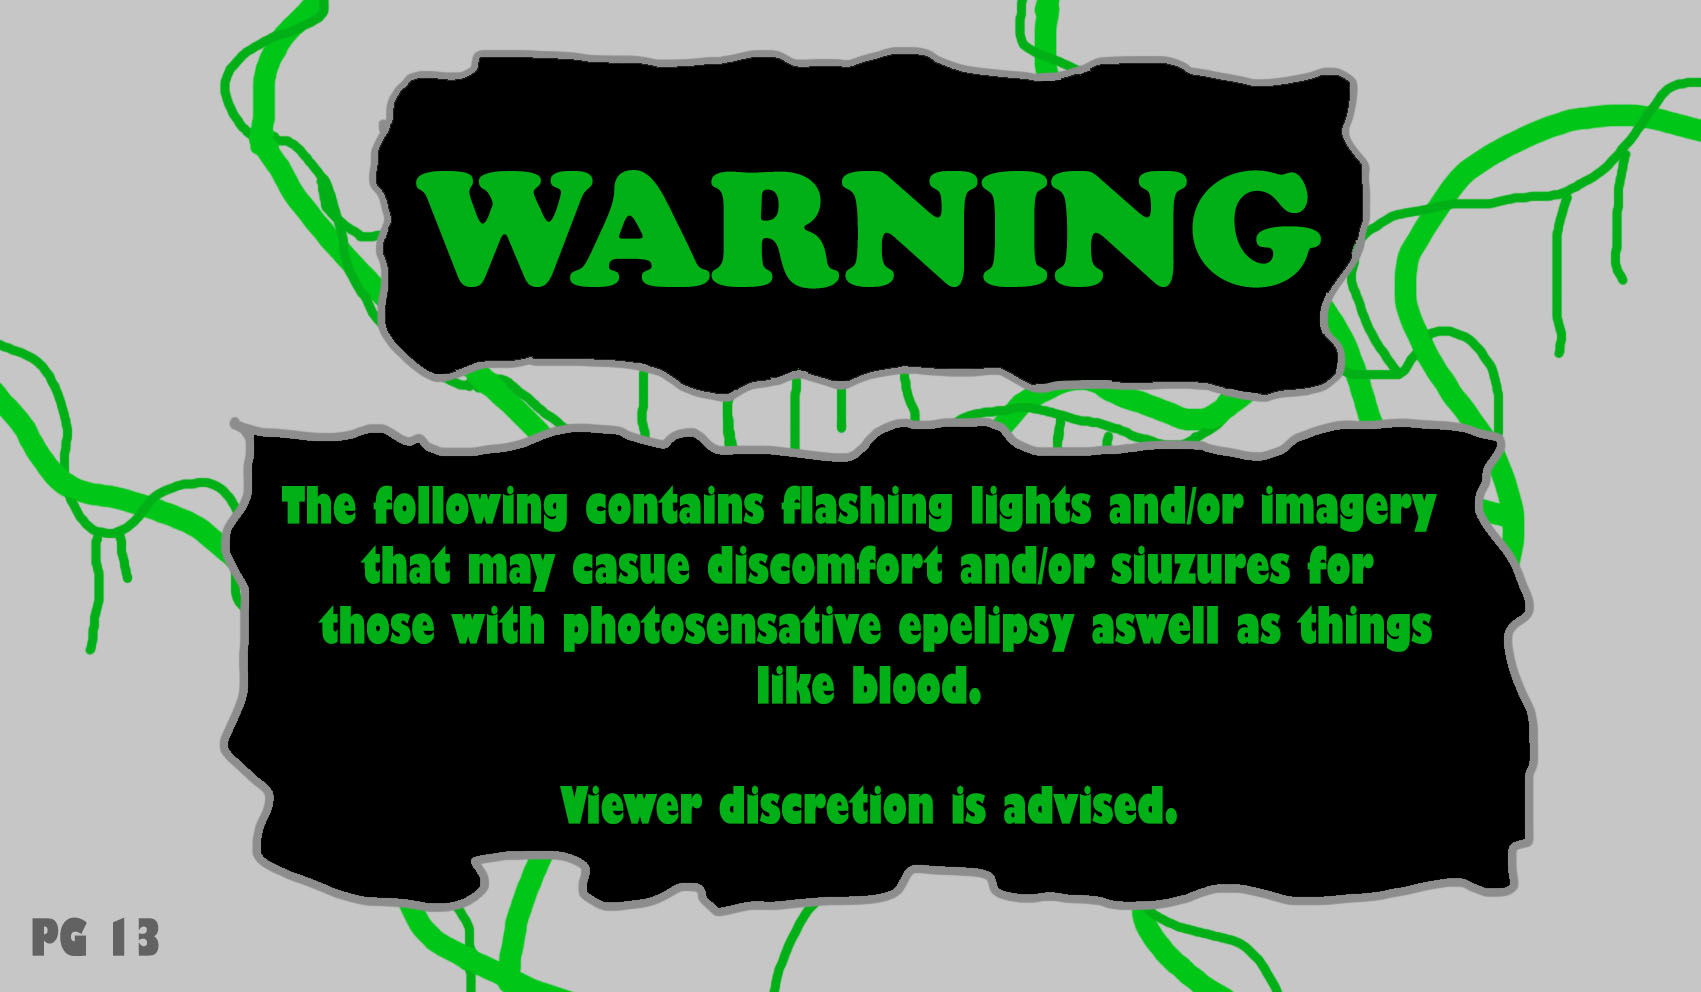 WARNING
The following contains flashing lights and/or imagery
that may casue discomfort and/or siuzures for
those with photosensative epelipsy aswell as things
like blood.
Viewer discretion is advised.
PG 13